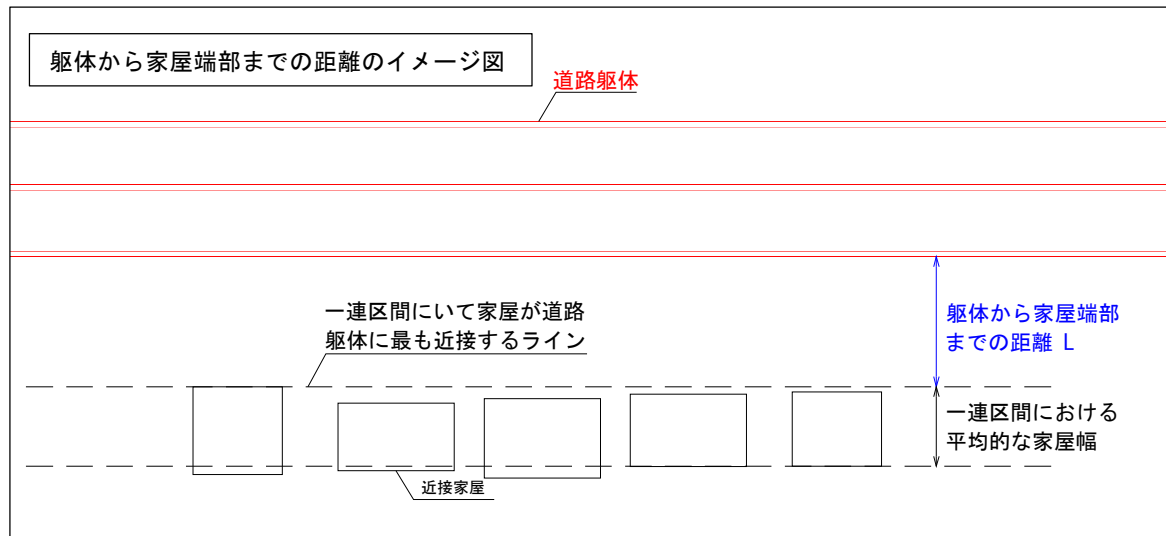 躯体から家屋端部までの距離のイメージ図
道路躯体
一連区間にいて家屋が道路
躯体に最も近接するライン
躯体から家屋端部
までの距離 L
一連区間における
平均的な家屋幅
近接家屋